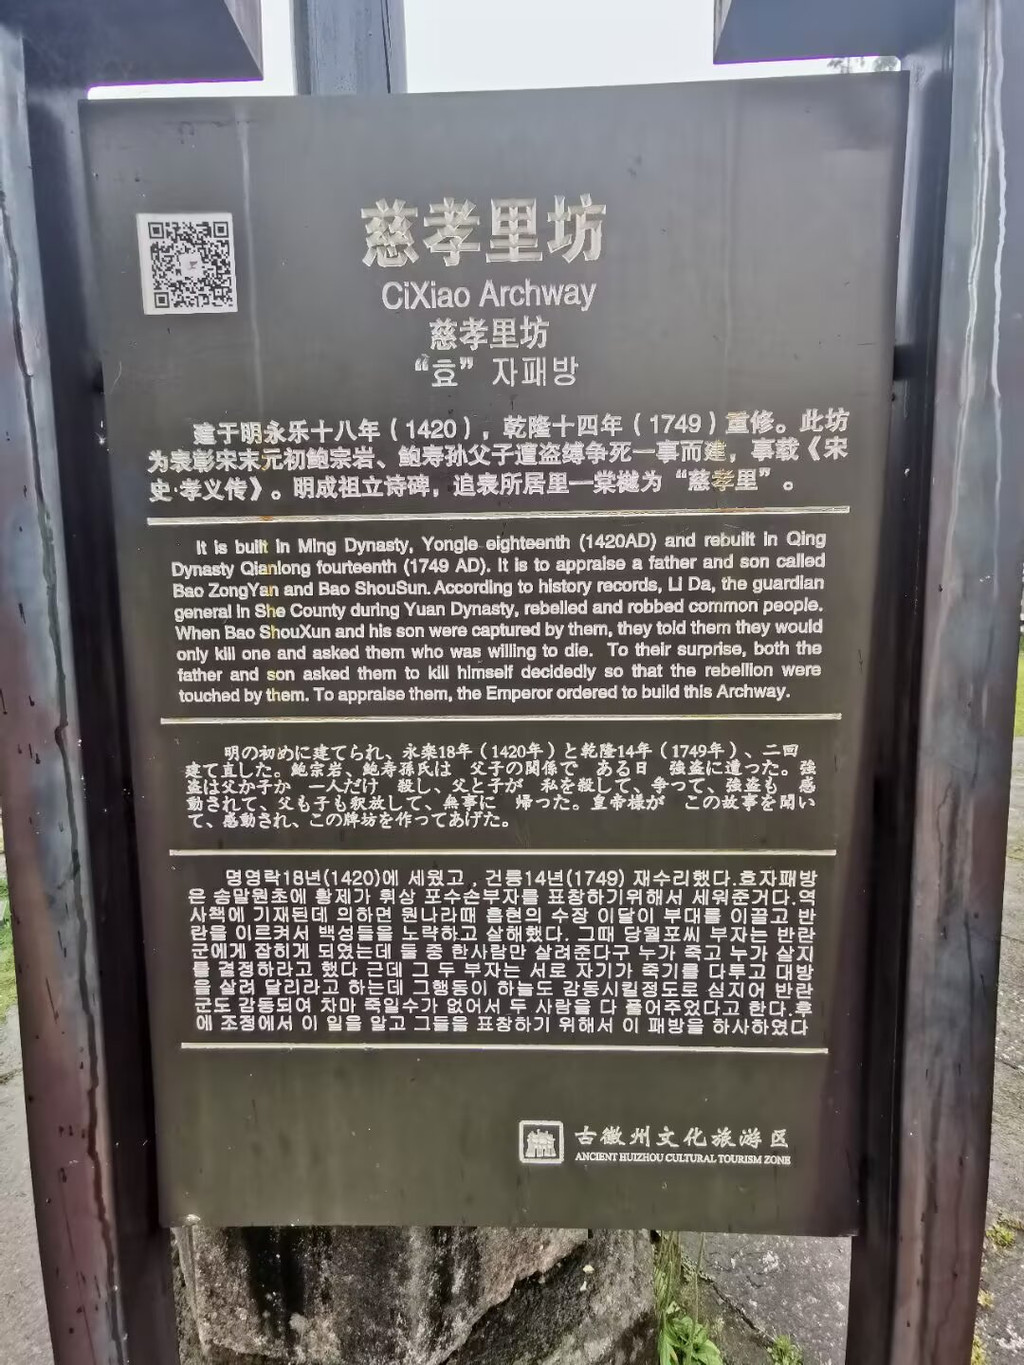 慈孝里坊
CiXiao Archway
慈孝里坊
“효” 자패방
建于明永乐十八年（1420），乾隆十四年（1749）重修。此坊
为表彰宋末元初鲍宗岩、鲍寿孙父子遭盗缚争死一事而建，事载《宋
史·孝义传》。明成祖立诗碑，追表所居里一棠樾为“慈孝里”。
It is built in Ming Dynasty, Yongle eighteenth (1420AD) and rebuilt in Qing
Dynasty Qianlong fourteenth (1749 AD). It is to appraise a father and son called
Bao ZongYan and Bao ShouSun. According to history records, Li Da, the guardian
general in She County during Yuan Dynasty, rebelled and robbed common people.
When Bao ShouXun and his son were captured by them, they told them they would
only kill one and asked them who was willing to die. To their surprise, both the
father and son asked them to kill himself decidedly so that the rebellion were
touched by them. To appraise them, the Emperor ordered to build this Archway.
明の初めに建てられ、永楽18年（1420年）と乾隆14年（1749年）、二回
建て直した。鲍宗岩、鲍寿孫氏は 父子の関係で ある日 強盗に遭った。強
盗は父か子か 一人だけ 殺し、父と子が 私を殺して、争って、強盗も 感
動されて、父も子も釈放して、無事に 帰った。皇帝様が この故事を聞い
て、感動され、この牌坊を作ってあげた。
명영락18년(1420)에 세웠고 , 건륭14년(1749) 재수리했다.효자패방
은 송말원초에 황제가 휘상 포수손부자를 표창하기위해서 세워준거다.역
사책에 기재된데 의하면 원나라때 흡현의 수장 이달이 부대를 이끌고 반
란을 이르켜서 백성들을 노략하고 살해했다. 그때 당월포씨 부자는 반란
군에게 잡히게 되였는데 둘 중 한사람만 살려준다구 누가 죽고 누가 살지
를 결정하라고 했다 근데 그 두 부자는 서로 자기가 죽기를 다투고 대방
을 살려 달리라고 하는데 그행동이 하늘도 감동시킬정도로 심지어 반란
군도 감동되여 차마 죽일수가 없어서 두 사람을 다 풀어주었다고 한다.후
에 조정에서 이 일을 알고 그들을 표창하기 위해서 이 패방을 하사하였다
古徽州文化旅游区
ANCIENT HUIZHOU CULTURAL TOURISM ZONE